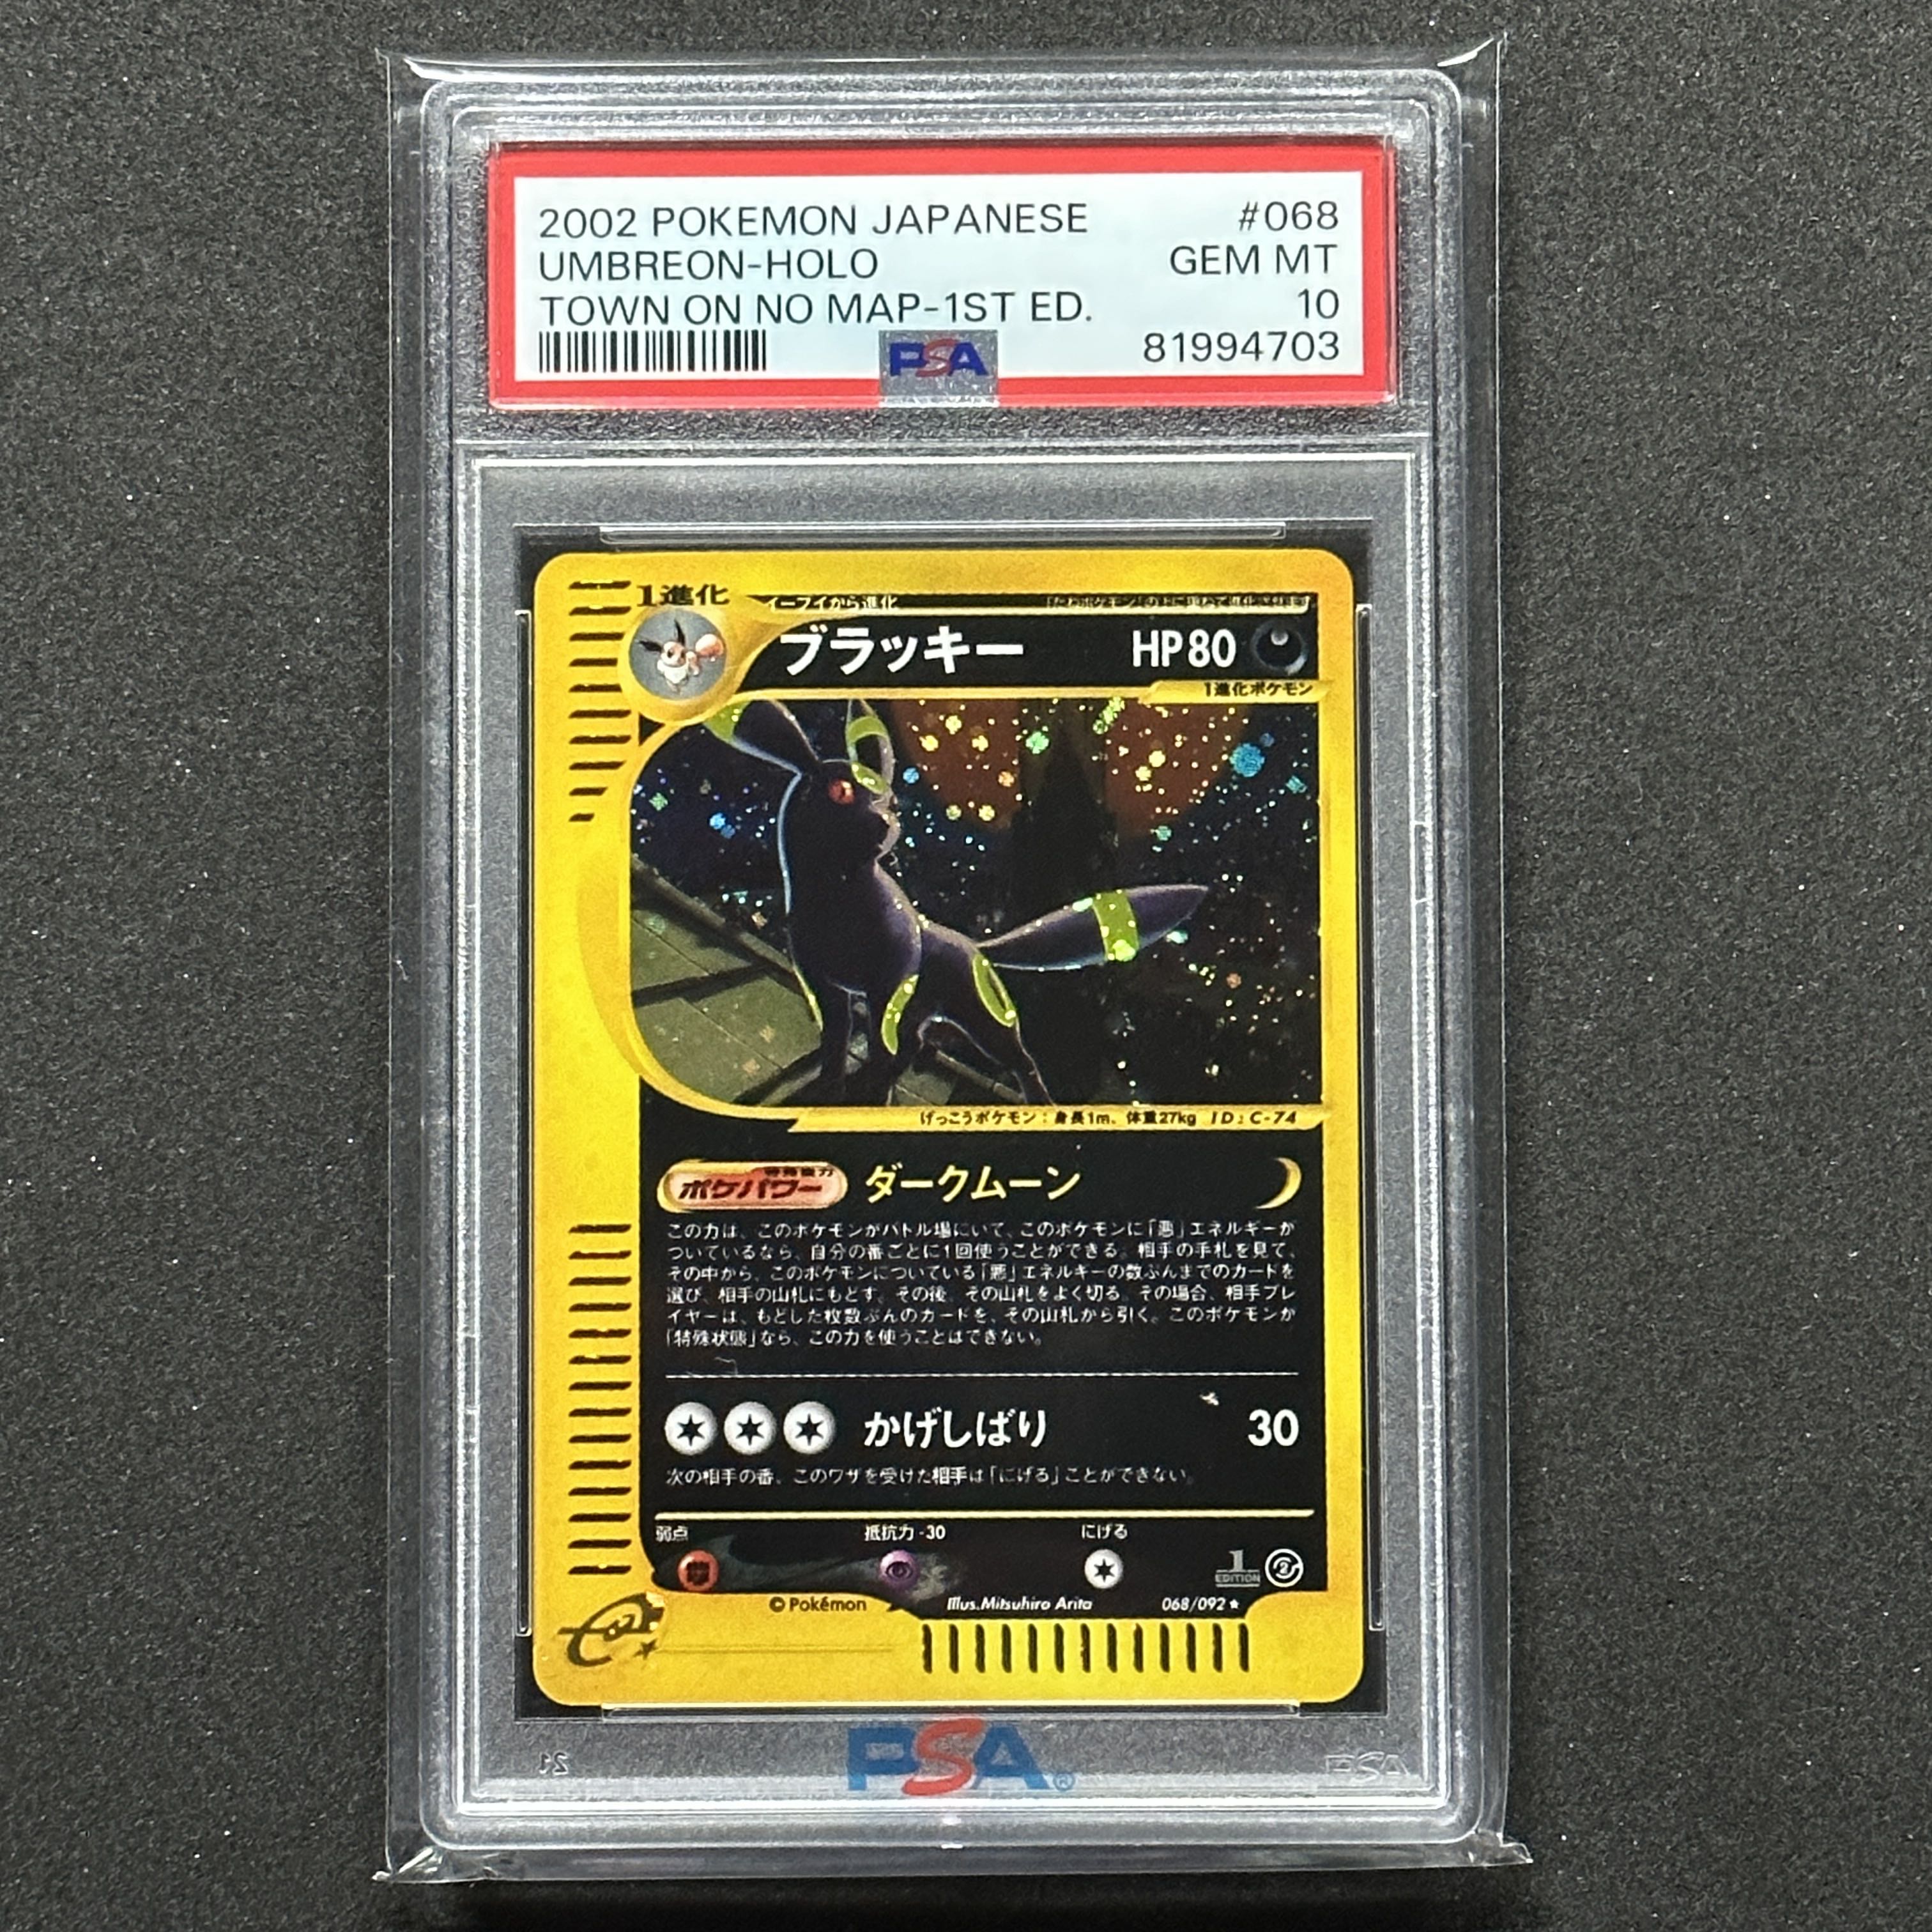 2002 POKEMON JAPANESE #068
UMBREON-HOLO GEM MT
TOWN ON NO MAP-1ST ED. 10
PSA 81994703
1進化
イーブイから進化
ブラッキー HP80
1進化ポケモン
げっこうポケモン:身長1m、体重27kg ID:C-74
特殊能力
ポケパワー ダークムーン
この力は、このポケモンがバトル場にいて、このポケモンに「悪」エネルギーが
ついているなら、自分の番ごとに1回使うことができる。相手の手札を見て、
その中から、このポケモンについている「悪」エネルギーの数ぶんまでのカードを
選び、相手の山札にもどす。その後、その山札をよく切る。その場合、相手プレ
イヤーは、もどした枚数ぶんのカードを、その山札から引く。このポケモンが
「特殊状態」なら、この力を使うことはできない。
かげしばり 30
次の相手の番、このワザを受けた相手は「にげる」ことができない。
弱点 抵抗力 -30 にげる
1
EDITION
© Pokémon Illus.Mitsuhiro Arita 068/092 ★
e
PSA®
21 PSA